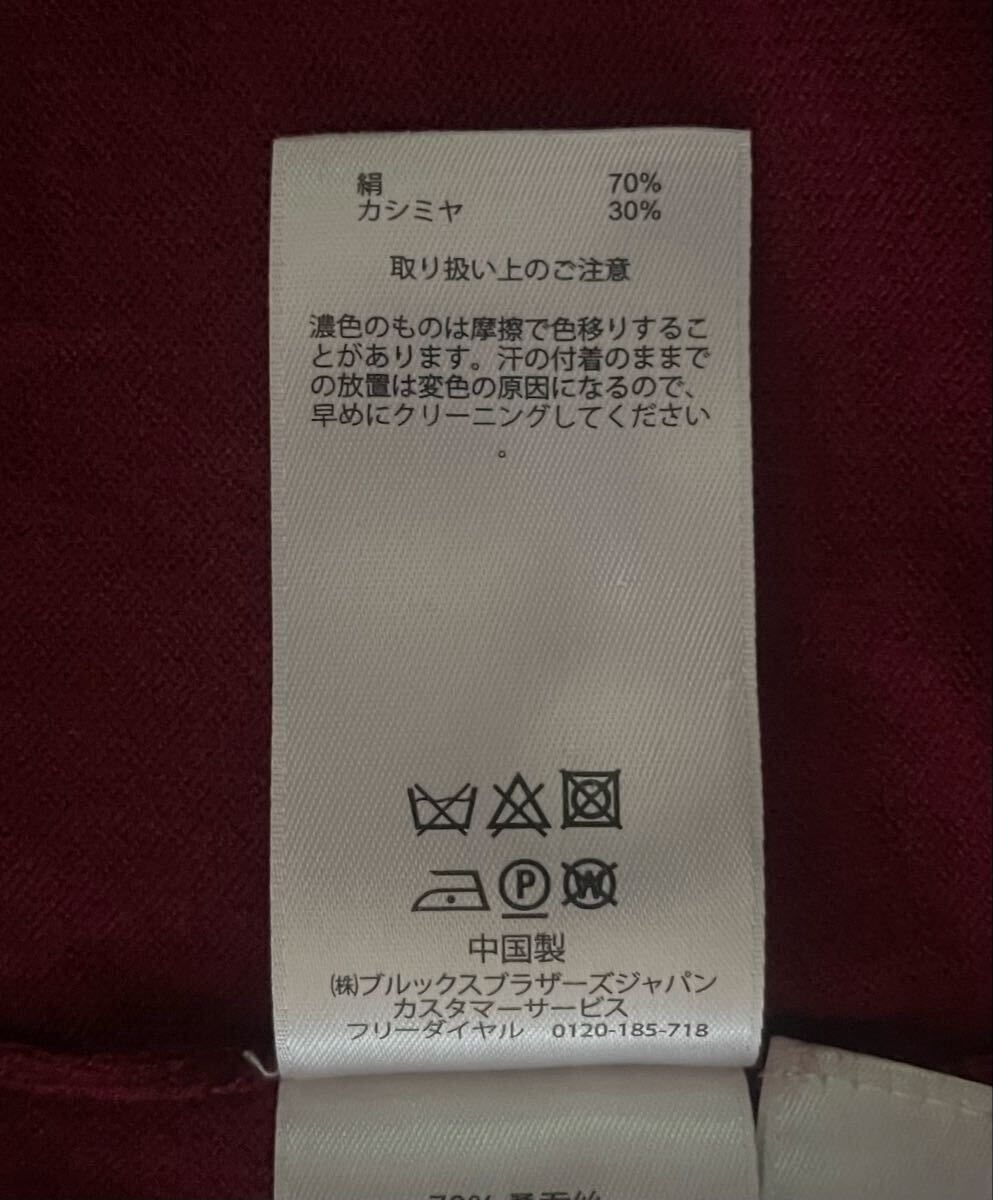 絹 70%
カシミヤ 30%
取り扱い上のご注意
濃色のものは摩擦で色移りするこ
とがあります。汗の付着のままで
の放置は変色の原因になるので、
早めにクリーニングしてください
。
P W
中国製
㈱ブルックスブラザーズジャパン
カスタマーサービス
フリーダイヤル 0120-185-718
70%